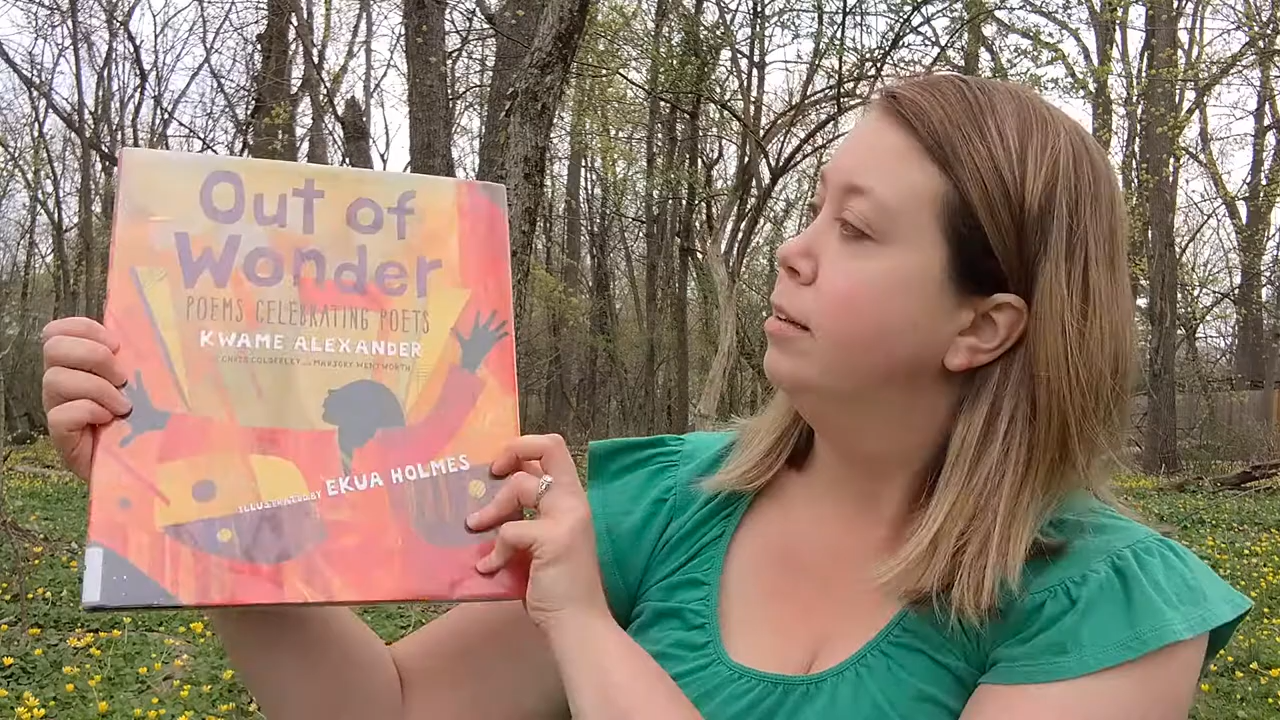 Out of
Wonder
POEMS CELEBRATING POETS
KWAME ALEXANDER
CHRIS COLDERLEY AND MARJORY WENTWORTH
ILLUSTRATED BY EKUA HOLMES